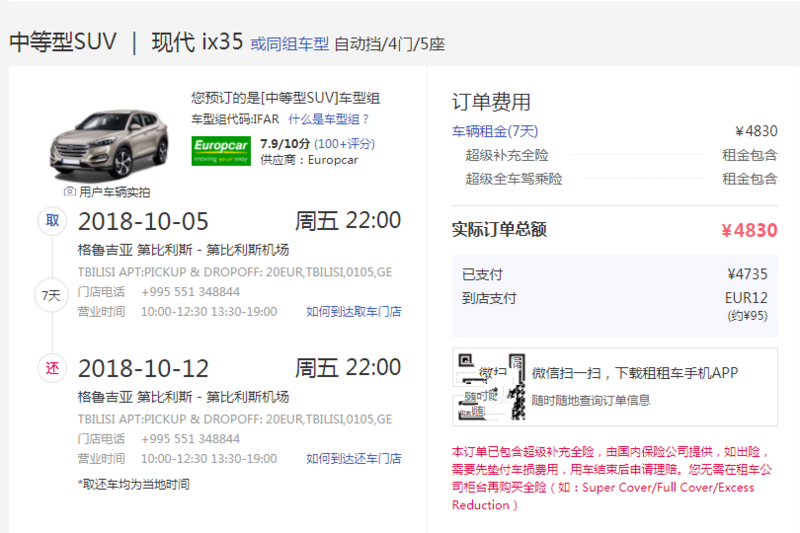 中等型SUV | 现代 ix35 或同组车型 自动挡/4门/5座
您预订的是[中等型SUV]车型组
车型组代码:IFAR 什么是车型组？
Europcar
moving your way
7.9/10分 (100+评分)
供应商：Europcar
用户车辆实拍
取
2018-10-05 周五 22:00
格鲁吉亚 第比利斯 - 第比利斯机场
TBILISI APT:PICKUP & DROPOFF: 20EUR,TBILISI,0105,GE
门店电话 +995 551 348844
营业时间 10:00-12:30 13:30-19:00 如何到达取车门店
7天
还
2018-10-12 周五 22:00
格鲁吉亚 第比利斯 - 第比利斯机场
TBILISI APT:PICKUP & DROPOFF: 20EUR,TBILISI,0105,GE
门店电话 +995 551 348844
营业时间 10:00-12:30 13:30-19:00 如何到达还车门店
*取还车均为当地时间
订单费用
车辆租金(7天) ¥4830
超级补充全险 租金包含
超级全车驾乘险 租金包含
实际订单总额 ¥4830
已支付 ¥4735
到店支付 EUR12
(约¥95)
微信扫一扫，下载租租车手机APP
随时随地查询订单信息
本订单已包含超级补充全险，由国内保险公司提供，如出险，
需要先垫付车损费用，用车结束后申请理赔。您无需在租车公
司柜台再购买全险（如：Super Cover/Full Cover/Excess
Reduction）